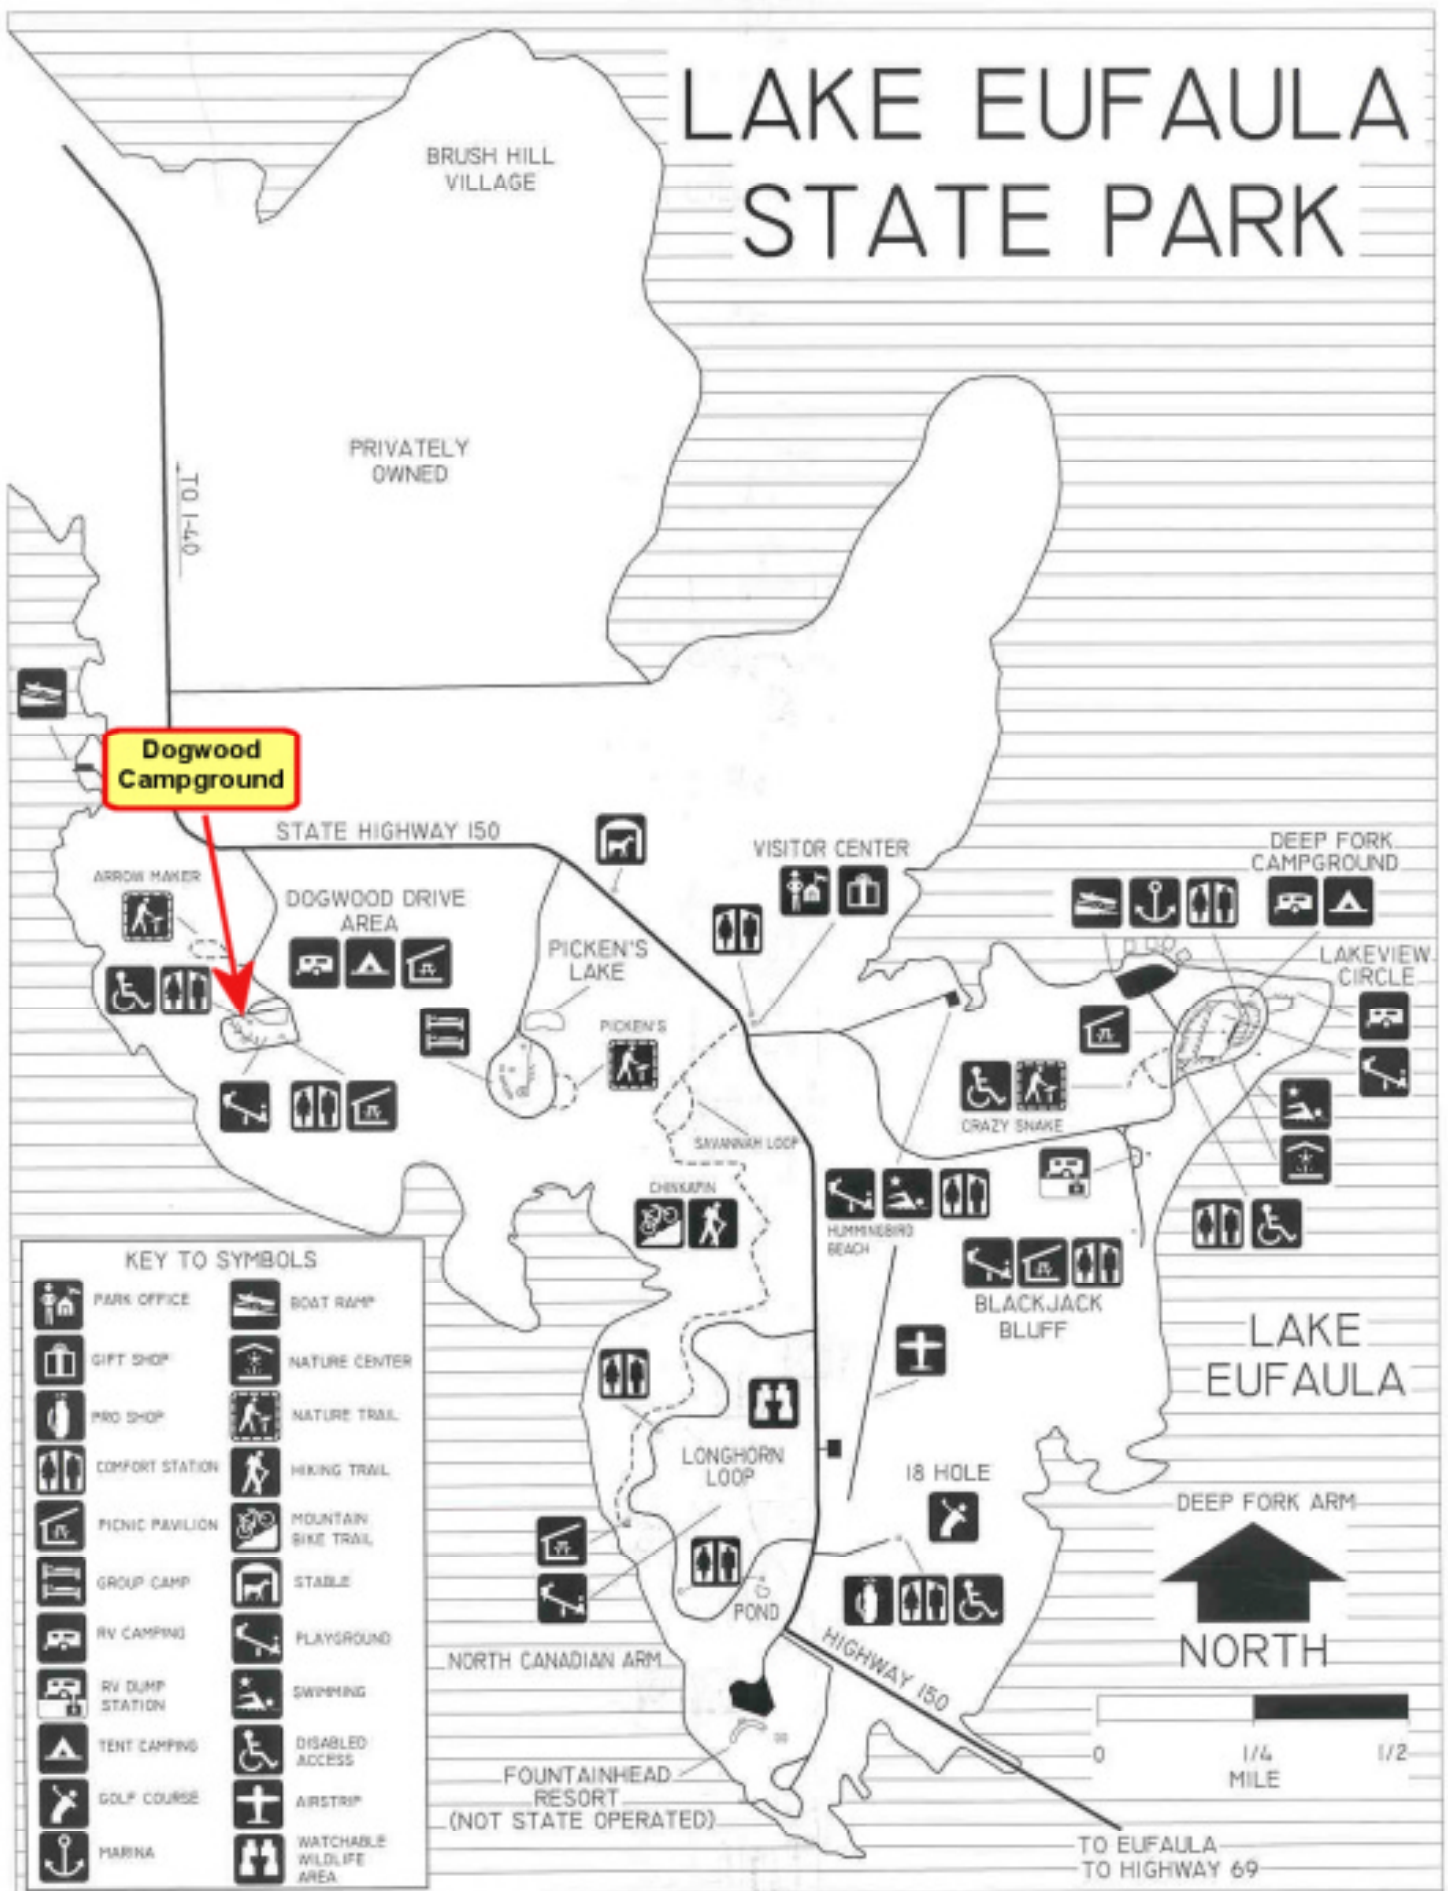 LAKE EUFAULA
STATE PARK
BRUSH HILL
VILLAGE
PRIVATELY
OWNED
TO I-40
Dogwood
Campground
STATE HIGHWAY 150
VISITOR CENTER
DEEP FORK
CAMPGROUND
ARROW MAKER
DOGWOOD DRIVE
AREA
PICKEN'S
LAKE
LAKEVIEW
CIRCLE
PICKEN'S
CRAZY SNAKE
SAVANNAH LOOP
CHINKAPIN
HUMMINGBIRD
BEACH
BLACKJACK
BLUFF
LAKE
EUFAULA
LONGHORN
LOOP
18 HOLE
DEEP FORK ARM
POND
NORTH
NORTH CANADIAN ARM
HIGHWAY 150
0 1/4 1/2
MILE
FOUNTAINHEAD
RESORT
(NOT STATE OPERATED)
TO EUFAULA
TO HIGHWAY 69
KEY TO SYMBOLS
PARK OFFICE
GIFT SHOP
PRO SHOP
COMFORT STATION
PICNIC PAVILION
GROUP CAMP
RV CAMPING
RV DUMP
STATION
TENT CAMPING
GOLF COURSE
MARINA
BOAT RAMP
NATURE CENTER
NATURE TRAIL
HIKING TRAIL
MOUNTAIN
BIKE TRAIL
STABLE
PLAYGROUND
SWIMMING
DISABLED
ACCESS
AIRSTRIP
WATCHABLE
WILDLIFE
AREA